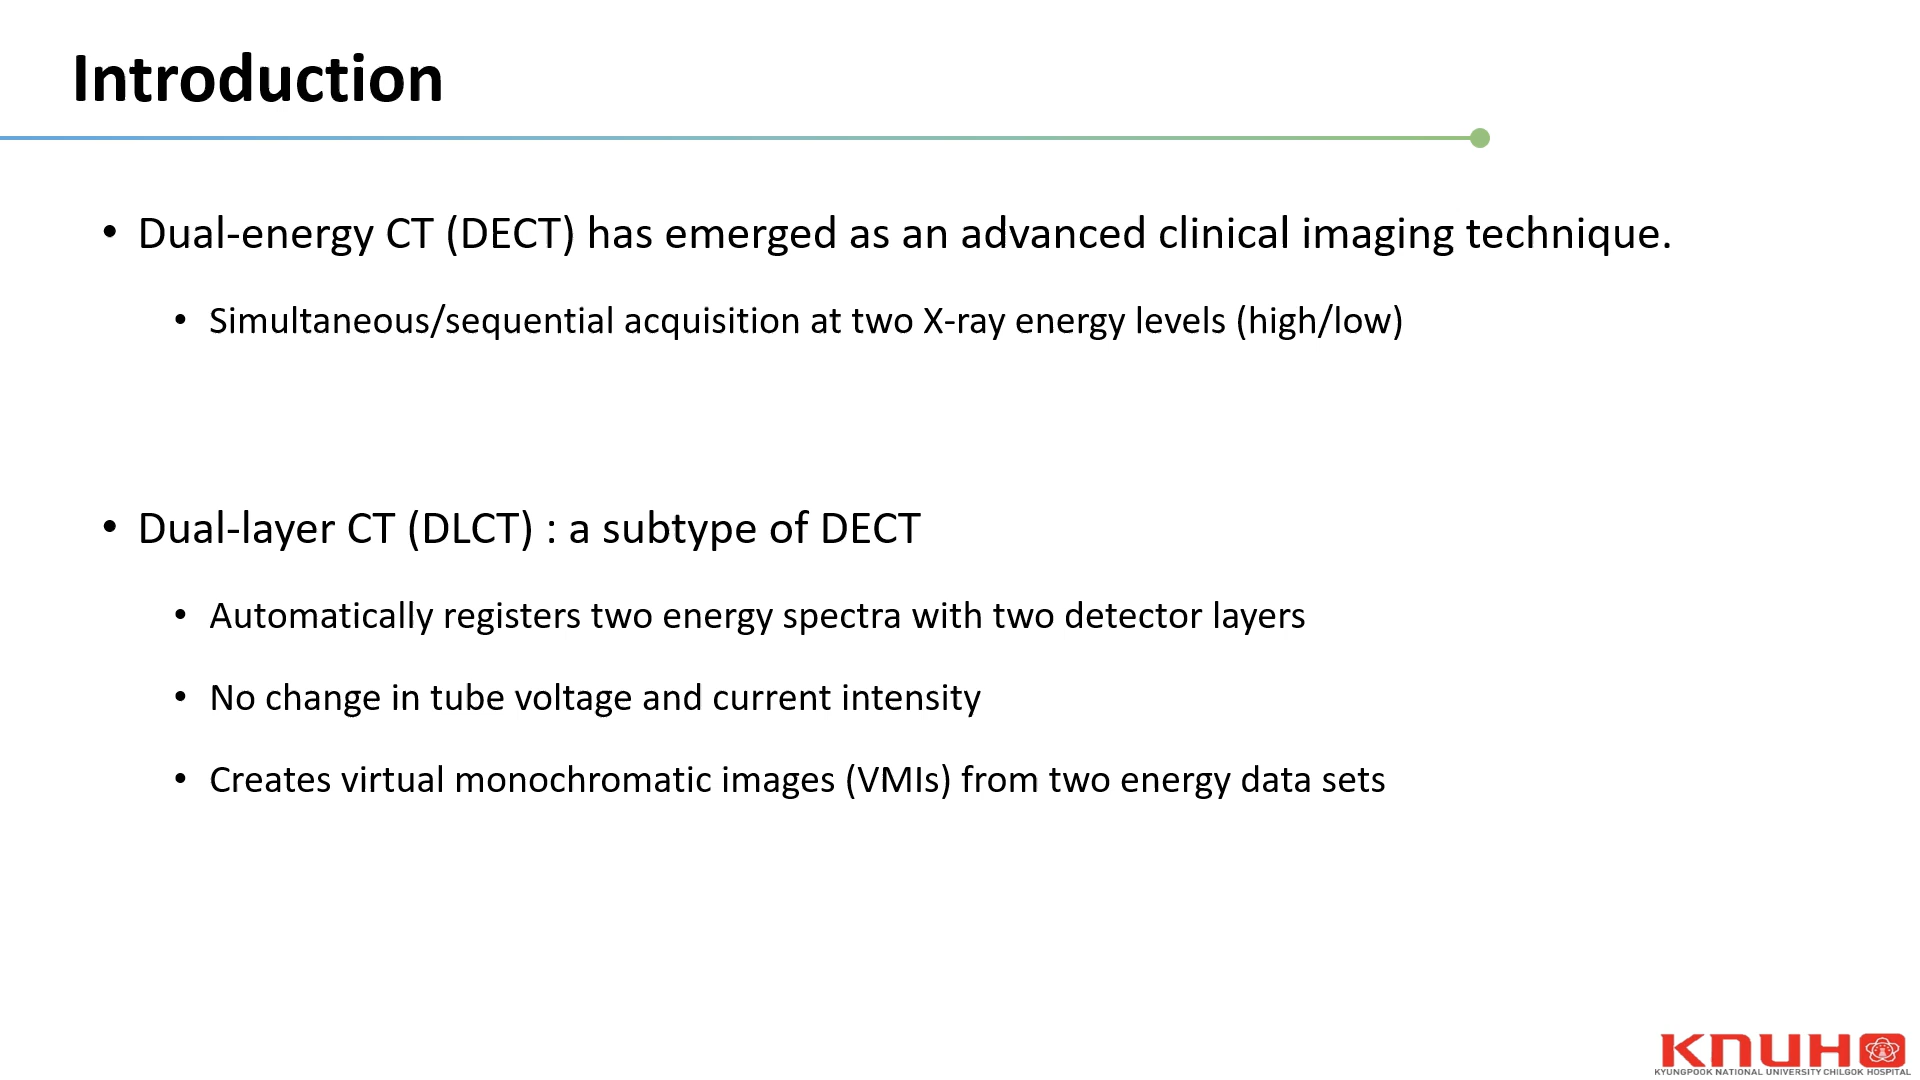 Introduction
• Dual-energy CT (DECT) has emerged as an advanced clinical imaging technique.
• Simultaneous/sequential acquisition at two X-ray energy levels (high/low)
• Dual-layer CT (DLCT) : a subtype of DECT
• Automatically registers two energy spectra with two detector layers
• No change in tube voltage and current intensity
• Creates virtual monochromatic images (VMIs) from two energy data sets
KNUH
KYUNGPOOK NATIONAL UNIVERSITY CHILGOK HOSPITAL